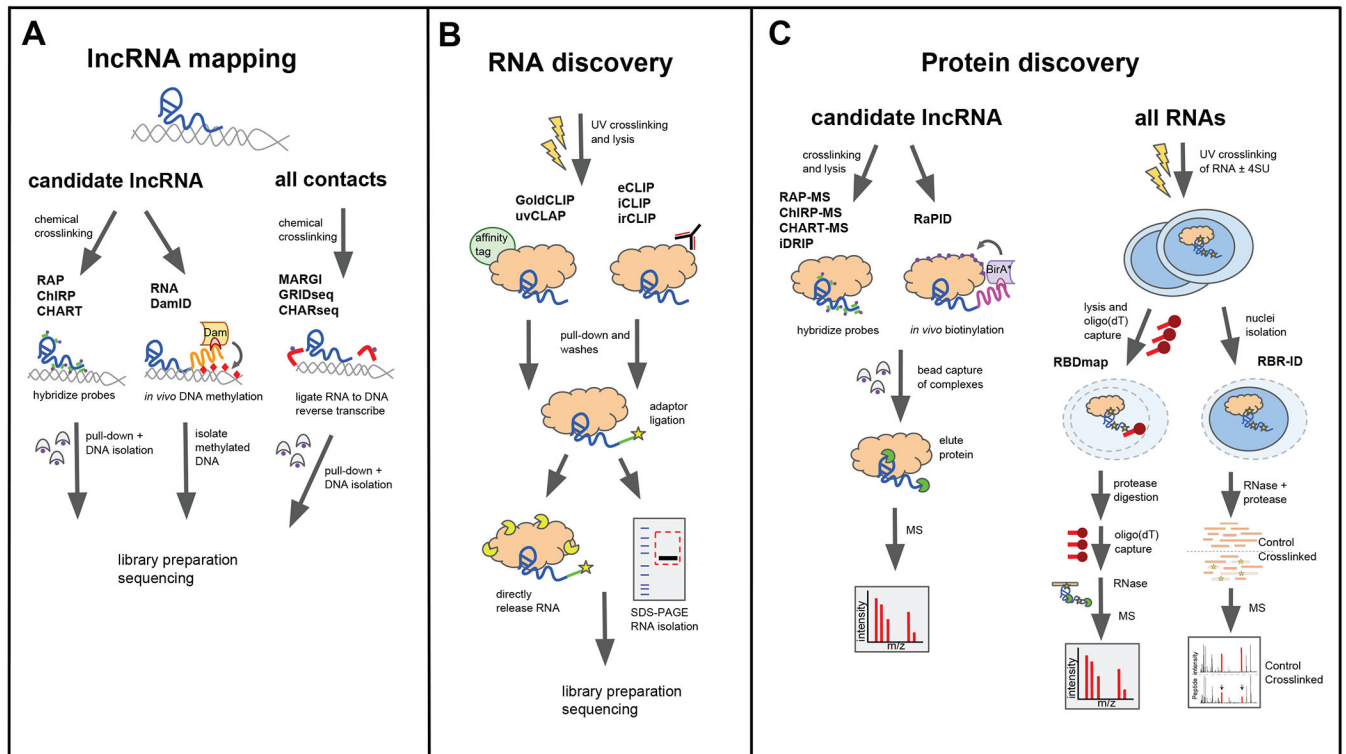 A
lncRNA mapping
candidate lncRNA
all contacts
chemical
crosslinking
chemical
crosslinking
RAP
ChIRP
CHART
RNA
DamID
MARGI
GRIDseq
CHARseq
Dam
hybridize probes
in vivo DNA methylation
ligate RNA to DNA
reverse transcribe
pull-down +
DNA isolation
isolate
methylated
DNA
pull-down +
DNA isolation
library preparation
sequencing
B
RNA discovery
UV crosslinking
and lysis
GoldCLIP
uvCLAP
eCLIP
iCLIP
irCLIP
affinity
tag
pull-down and
washes
adaptor
ligation
directly
release RNA
SDS-PAGE
RNA isolation
library preparation
sequencing
C
Protein discovery
candidate lncRNA
all RNAs
crosslinking
and lysis
UV crosslinking
of RNA ± 4SU
RAP-MS
ChIRP-MS
CHART-MS
iDRIP
RaPID
BirA*
hybridize probes
in vivo biotinylation
bead capture
of complexes
elute
protein
MS
intensity
m/z
lysis and
oligo(dT)
capture
nuclei
isolation
RBDmap
RBR-ID
protease
digestion
oligo(dT)
capture
RNase
MS
intensity
m/z
RNase +
protease
Control
Crosslinked
MS
Peptide intensity
Control
Crosslinked